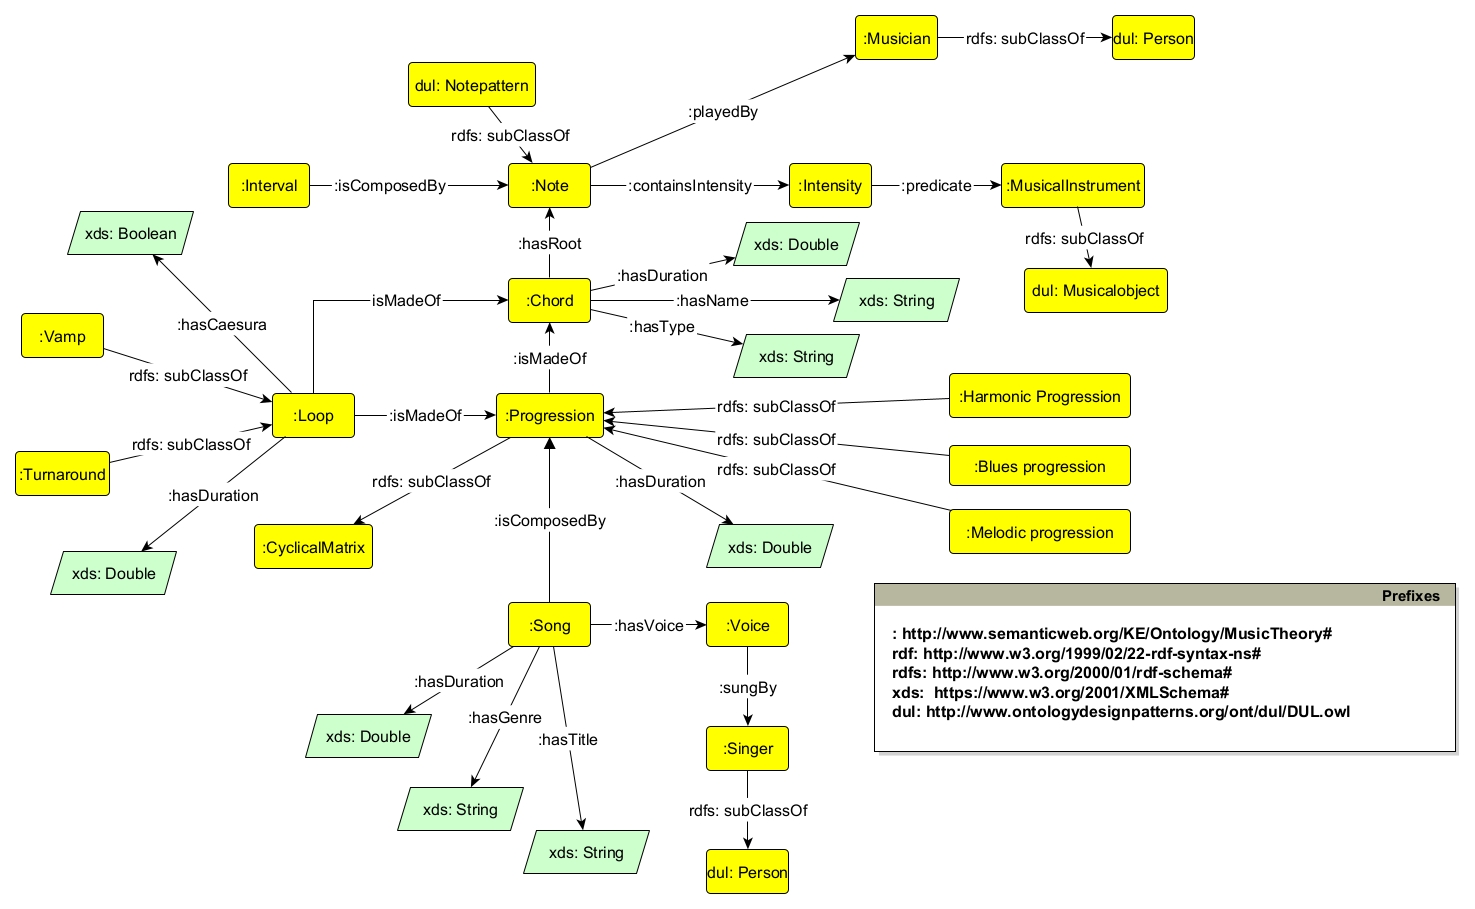 :Musician
rdfs: subClassOf
dul: Person
dul: Notepattern
:playedBy
rdfs: subClassOf
:Interval
:isComposedBy
:Note
:containsIntensity
:Intensity
:predicate
:MusicalInstrument
xds: Boolean
:hasRoot
xds: Double
rdfs: subClassOf
:hasDuration
dul: Musicalobject
isMadeOf
:Chord
:hasName
xds: String
:hasCaesura
:hasType
:Vamp
:isMadeOf
xds: String
rdfs: subClassOf
:Harmonic Progression
rdfs: subClassOf
:Loop
:isMadeOf
:Progression
rdfs: subClassOf
rdfs: subClassOf
:Blues progression
rdfs: subClassOf
:Turnaround
rdfs: subClassOf
:hasDuration
:hasDuration
:isComposedBy
:Melodic progression
:CyclicalMatrix
xds: Double
xds: Double
Prefixes
: http://www.semanticweb.org/KE/Ontology/MusicTheory#
rdf: http://www.w3.org/1999/02/22-rdf-syntax-ns#
rdfs: http://www.w3.org/2000/01/rdf-schema#
xds:  https://www.w3.org/2001/XMLSchema#
dul: http://www.ontologydesignpatterns.org/ont/dul/DUL.owl
:Song
:hasVoice
:Voice
:hasDuration
:sungBy
:hasGenre
xds: Double
:hasTitle
:Singer
xds: String
rdfs: subClassOf
xds: String
dul: Person